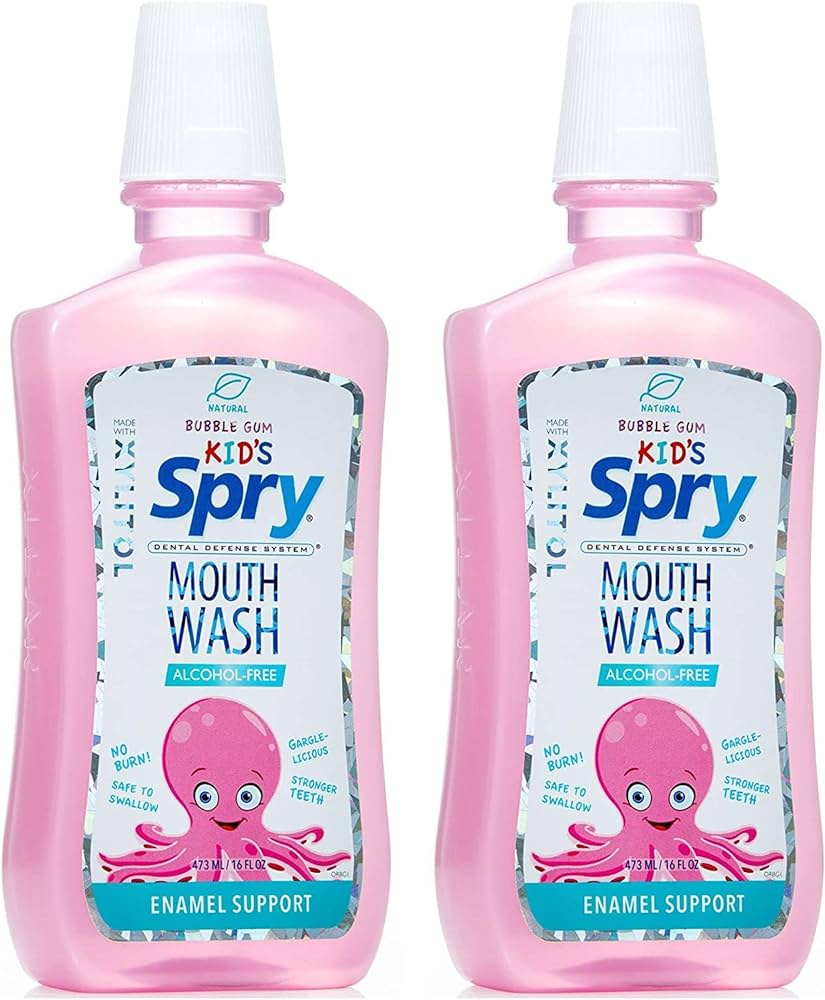 NATURAL
BUBBLE GUM
KID'S
Spry®
DENTAL DEFENSE SYSTEM®
MADE WITH
XYLITOL
MOUTH
WASH
ALCOHOL-FREE
NO
BURN!
SAFE TO
SWALLOW
GARGLE-
LICIOUS
STRONGER
TEETH
473 ML / 16 FL OZ
ENAMEL SUPPORT
NATURAL
BUBBLE GUM
KID'S
Spry®
DENTAL DEFENSE SYSTEM®
MADE WITH
XYLITOL
MOUTH
WASH
ALCOHOL-FREE
NO
BURN!
SAFE TO
SWALLOW
GARGLE-
LICIOUS
STRONGER
TEETH
473 ML / 16 FL OZ
ENAMEL SUPPORT